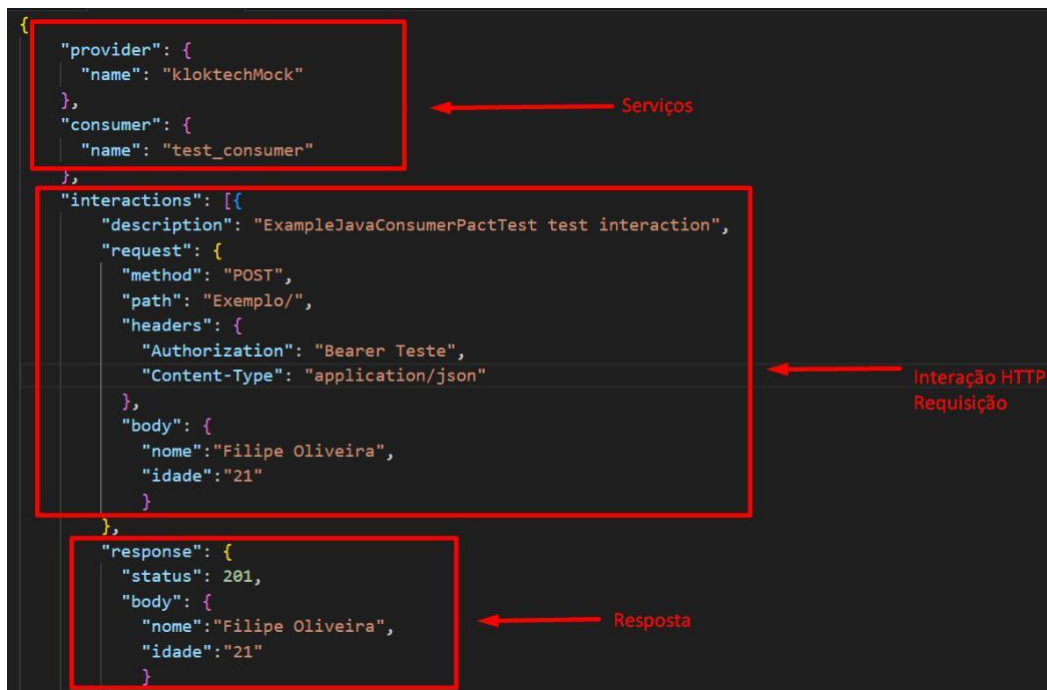 {
"provider": {
"name": "kloktechMock"
},
"consumer": {
"name": "test_consumer"
},
Serviços
"interactions": [{
"description": "ExampleJavaConsumerPactTest test interaction",
"request": {
"method": "POST",
"path": "Exemplo/",
"headers": {
"Authorization": "Bearer Teste",
"Content-Type": "application/json"
},
"body": {
"nome":"Filipe Oliveira",
"idade":"21"
}
},
Interação HTTP
Requisição
"response": {
"status": 201,
"body": {
"nome":"Filipe Oliveira",
"idade":"21"
}
Resposta